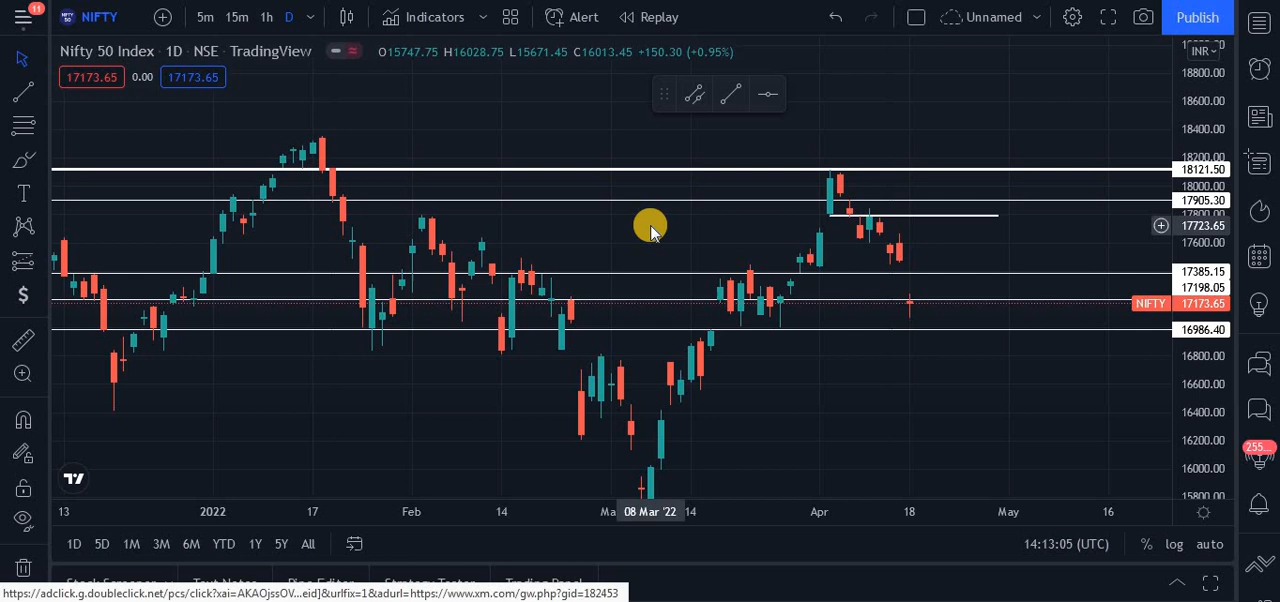 11
NIFTY
5m 15m 1h D Indicators Alert Replay Unnamed Publish
Nifty 50 Index · 1D · NSE · TradingView O15747.75 H16028.75 L15671.45 C16013.45 +150.30 (+0.95%)
INR
17173.65 0.00 17173.65
18800.00
18600.00
18400.00
18200.00
18121.50
18000.00
17905.30
17723.65
17600.00
17385.15
17198.05
NIFTY 17173.65
16986.40
16800.00
16600.00
16400.00
16200.00
16000.00
15800.00
255...
13 2022 17 Feb 14 08 Mar '22 14 Apr 18 May 16
1D 5D 1M 3M 6M YTD 1Y 5Y All 14:13:05 (UTC) % log auto
https://adclick.g.doubleclick.net/pcs/click?xai=AKAOjssOV...eid]&urlfix=1&adurl=https://www.xm.com/gw.php?gid=182453